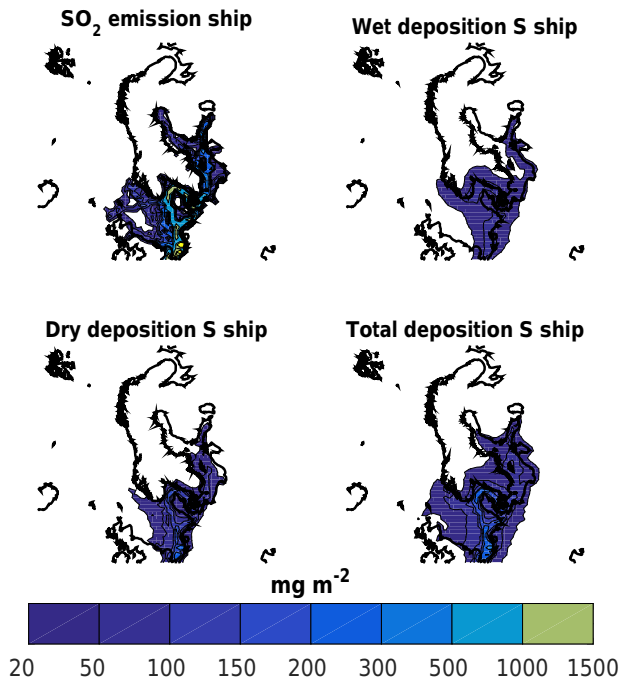 SO2 emission ship
Wet deposition S ship
Dry deposition S ship
Total deposition S ship
mg m-2
20 50 100 150 200 300 500 1000 1500